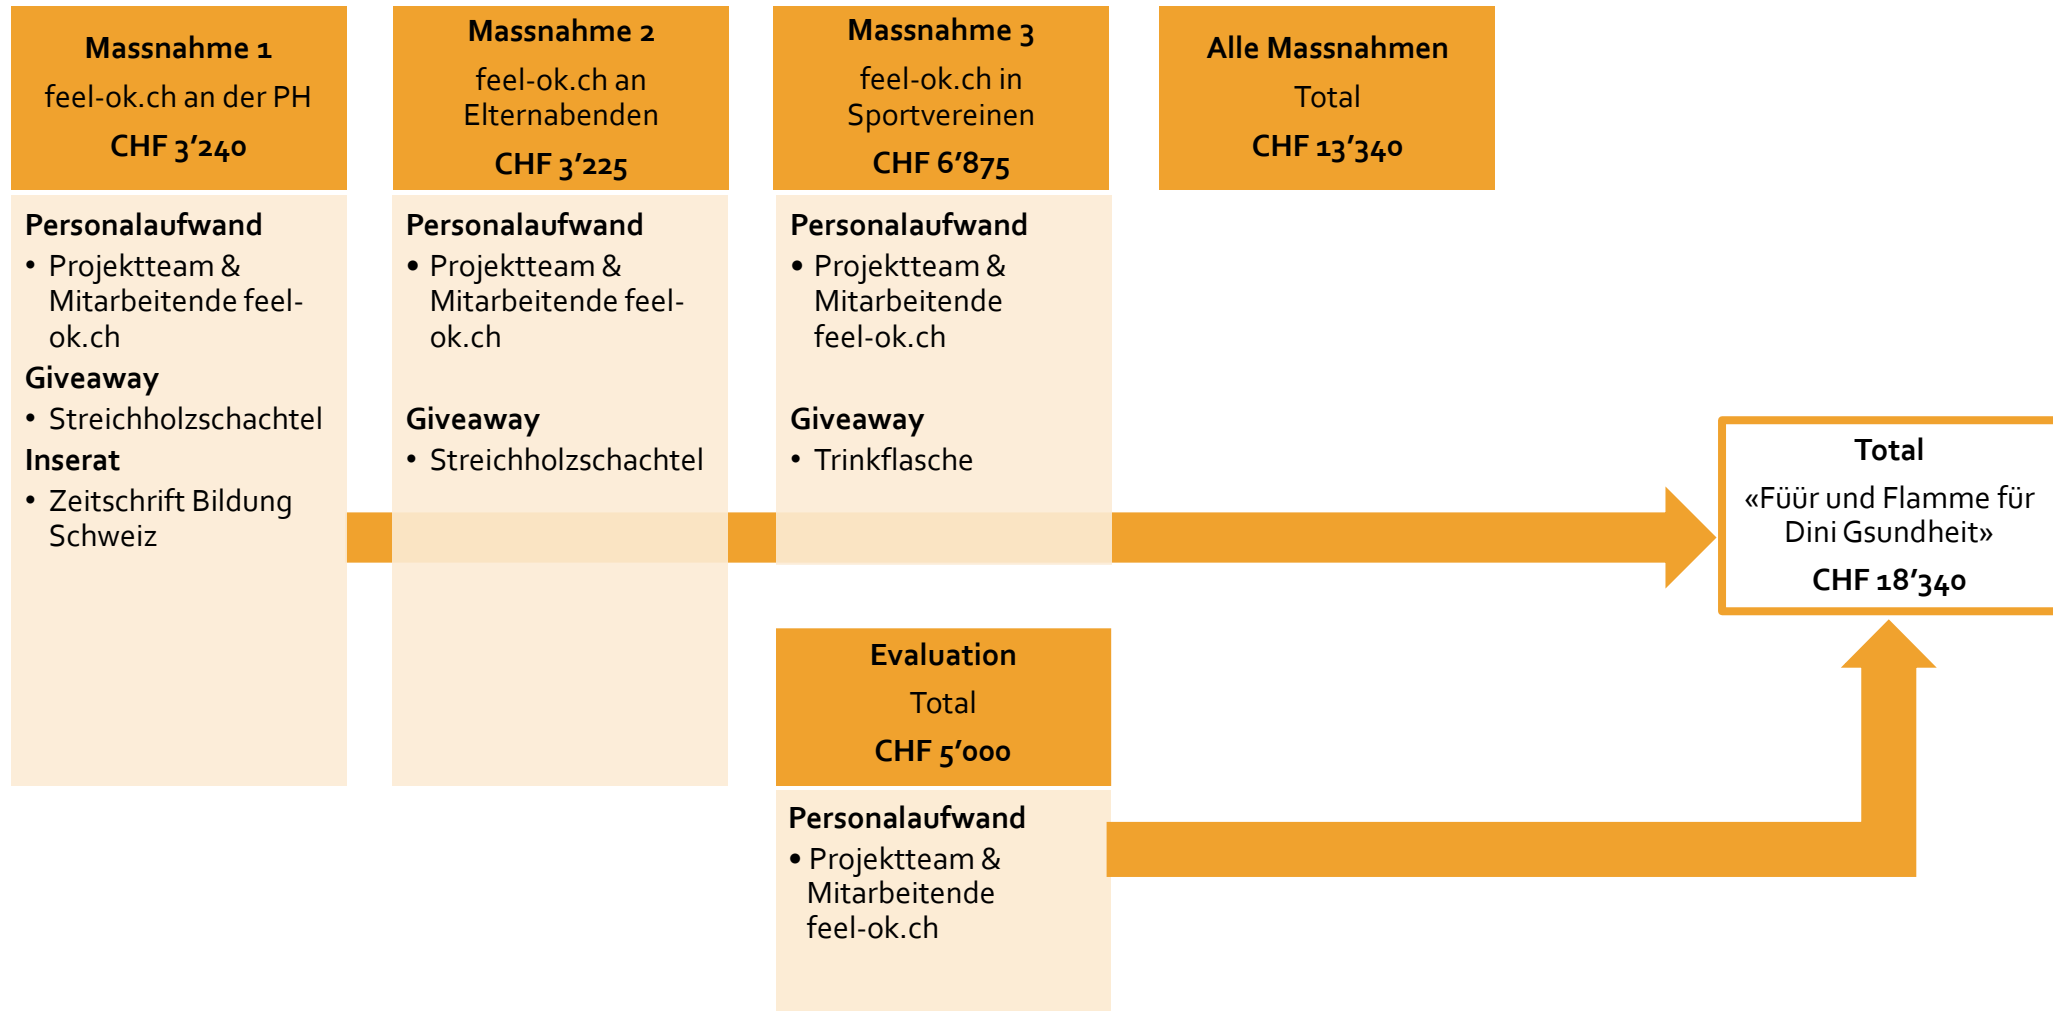 Massnahme 1
feel-ok.ch an der PH
CHF 3’240
Personalaufwand
• Projektteam &
Mitarbeitende feel-
ok.ch
Giveaway
• Streichholzschachtel
Inserat
• Zeitschrift Bildung
Schweiz
Massnahme 2
feel-ok.ch an
Elternabenden
CHF 3’225
Personalaufwand
• Projektteam &
Mitarbeitende feel-
ok.ch
Giveaway
• Streichholzschachtel
Massnahme 3
feel-ok.ch in
Sportvereinen
CHF 6’875
Personalaufwand
• Projektteam &
Mitarbeitende
feel-ok.ch
Giveaway
• Trinkflasche
Alle Massnahmen
Total
CHF 13’340
Evaluation
Total
CHF 5’000
Personalaufwand
• Projektteam &
Mitarbeitende
feel-ok.ch
Total
«Füür und Flamme für
Dini Gsundheit»
CHF 18’340